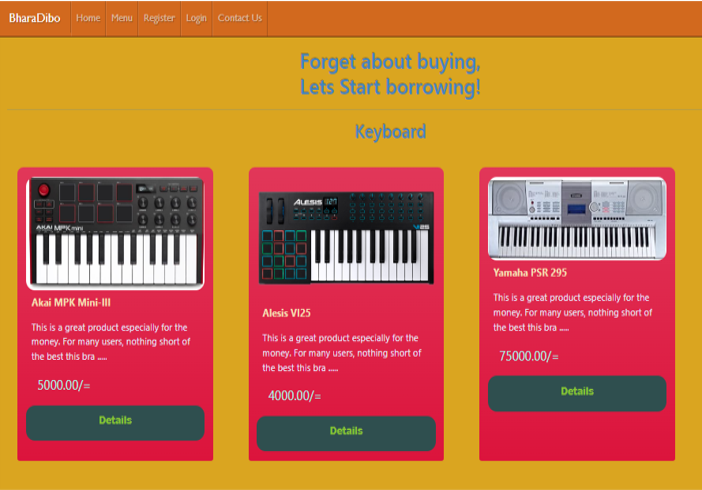 BharaDibo Home Menu Register Login Contact Us
Forget about buying,
Lets Start borrowing!
Keyboard
AKAI MPK mini
Akai MPK Mini-III
This is a great product especially for the
money. For many users, nothing short of
the best this bra .....
5000.00/=
Details
ALESIS
V125
Alesis VI25
This is a great product especially for the
money. For many users, nothing short of
the best this bra .....
4000.00/=
Details
Yamaha PSR 295
This is a great product especially for the
money. For many users, nothing short of
the best this bra .....
75000.00/=
Details